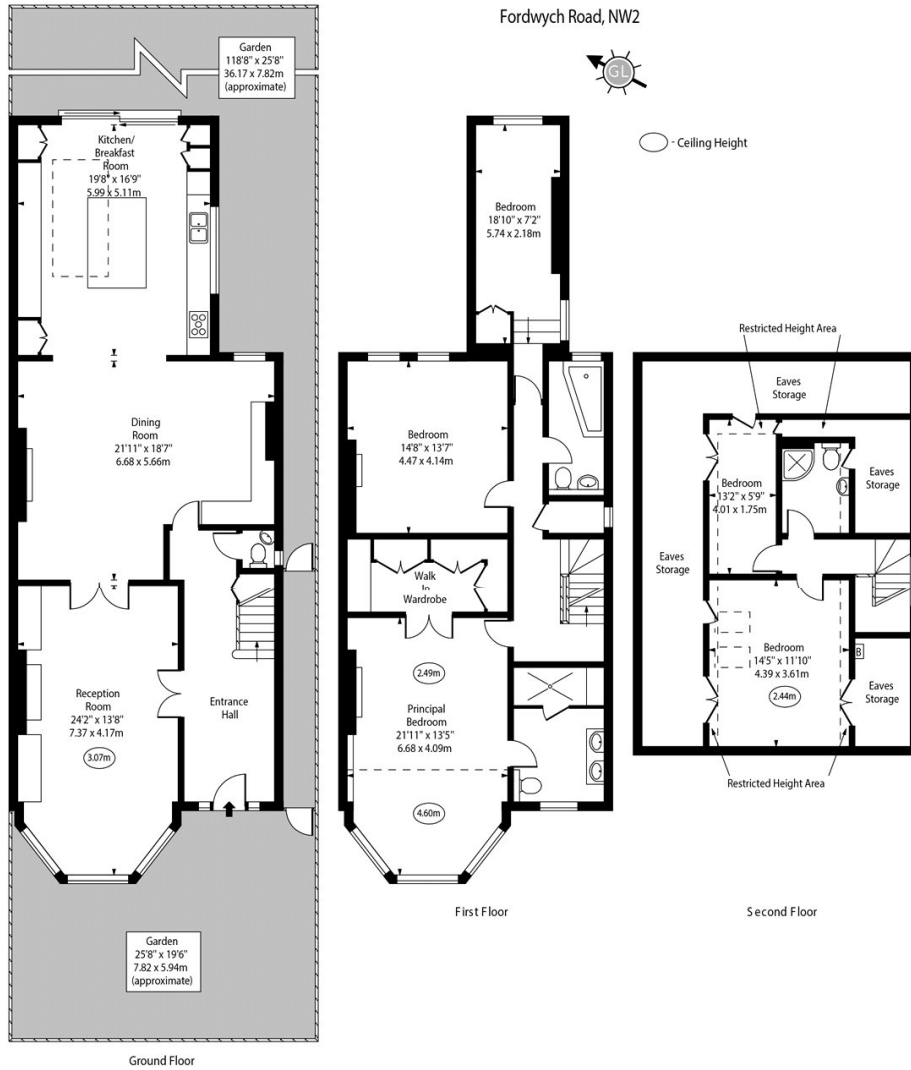 Fordwych Road, NW2
GL
- Ceiling Height
Garden
118'8" x 25'8"
36.17 x 7.82m
(approximate)
Kitchen/
Breakfast
Room
19'8" x 16'9"
5.99 x 5.11m
Dining
Room
21'11" x 18'7"
6.68 x 5.66m
Reception
Room
24'2" x 13'8"
7.37 x 4.17m
3.07m
Entrance
Hall
Garden
25'8" x 19'6"
7.82 x 5.94m
(approximate)
Ground Floor
Bedroom
18'10" x 7'2"
5.74 x 2.18m
Bedroom
14'8" x 13'7"
4.47 x 4.14m
Walk
In
Wardrobe
2.49m
Principal
Bedroom
21'11" x 13'5"
6.68 x 4.09m
4.60m
First Floor
Restricted Height Area
Eaves
Storage
Bedroom
13'2" x 5'9"
4.01 x 1.75m
Eaves
Storage
Eaves
Storage
Bedroom
14'5" x 11'10"
4.39 x 3.61m
2.44m
B
Eaves
Storage
Restricted Height Area
Second Floor